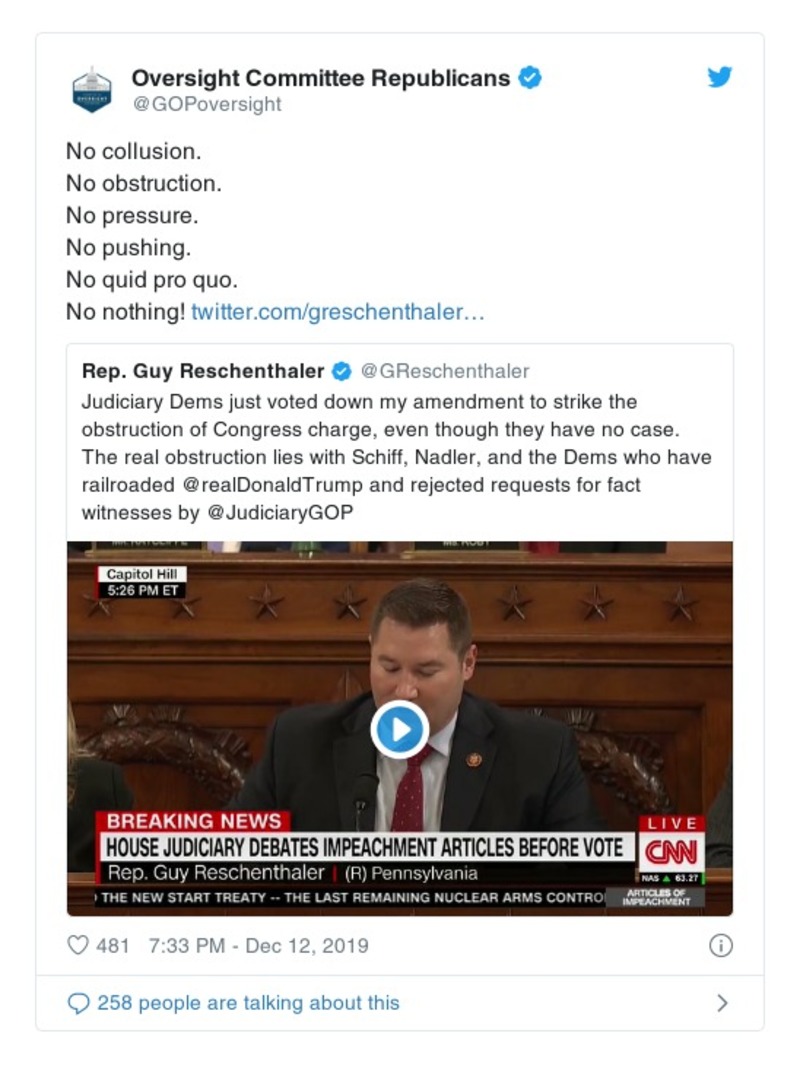 Oversight Committee Republicans
@GOPoversight
No collusion.
No obstruction.
No pressure.
No pushing.
No quid pro quo.
No nothing! twitter.com/greschenthaler…
Rep. Guy Reschenthaler @GReschenthaler
Judiciary Dems just voted down my amendment to strike the
obstruction of Congress charge, even though they have no case.
The real obstruction lies with Schiff, Nadler, and the Dems who have
railroaded @realDonaldTrump and rejected requests for fact
witnesses by @JudiciaryGOP
Capitol Hill
5:26 PM ET
BREAKING NEWS
HOUSE JUDICIARY DEBATES IMPEACHMENT ARTICLES BEFORE VOTE
Rep. Guy Reschenthaler | (R) Pennsylvania
THE NEW START TREATY -- THE LAST REMAINING NUCLEAR ARMS CONTRO
LIVE
CNN
NAS ▲ 63.27
ARTICLES OF
IMPEACHMENT
481 7:33 PM - Dec 12, 2019
258 people are talking about this